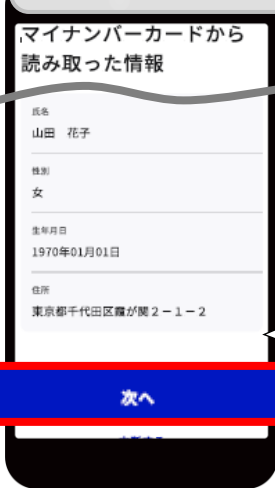 マイナンバーカードから
読み取った情報
氏名
山田　花子
性別
女
生年月日
1970年01月01日
住所
東京都千代田区霞が関２－１－２
次へ